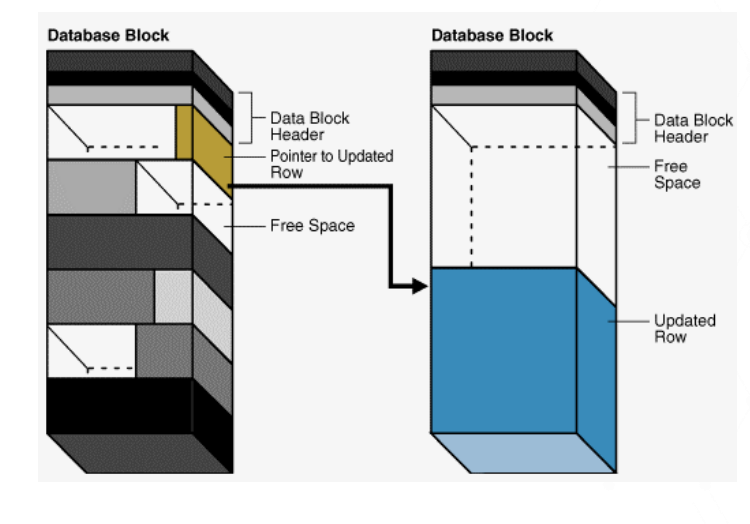 Database Block
Data Block
Header
Pointer to Updated
Row
Free Space
Database Block
Data Block
Header
Free
Space
Updated
Row